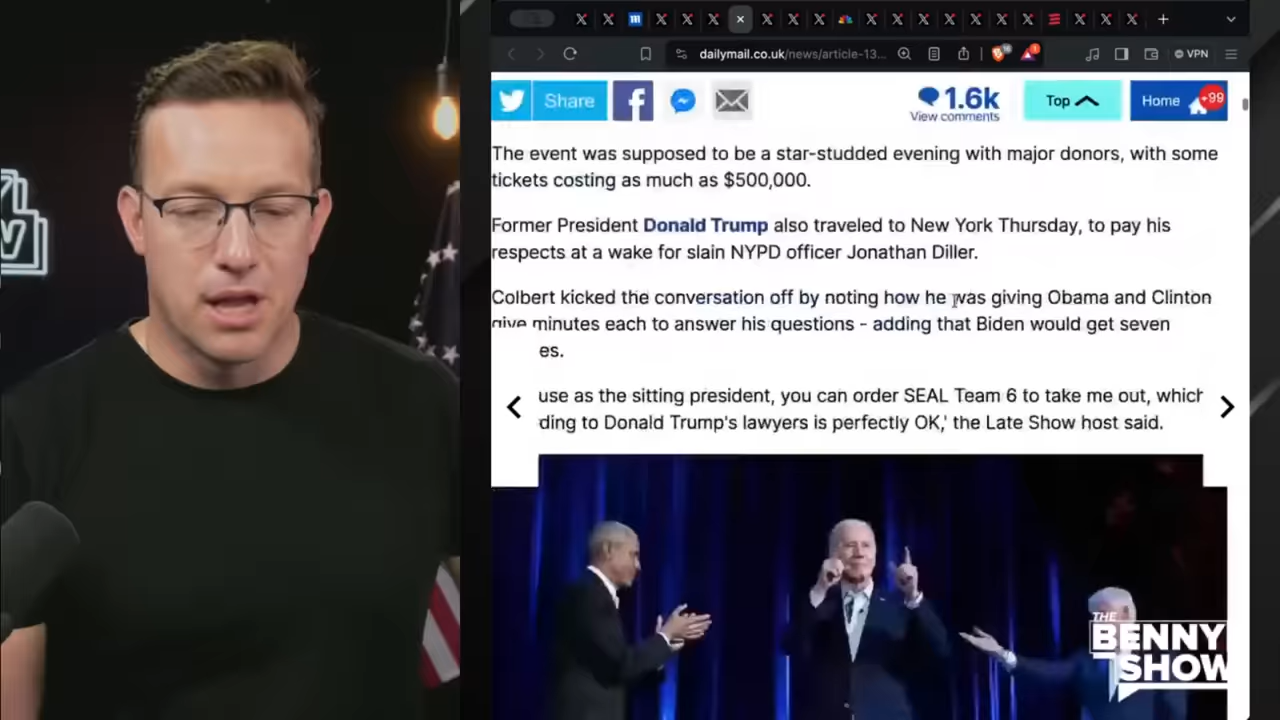 dailymail.co.uk/news/article-13...
VPN
Share
1.6k
View comments
Top
Home
+99
The event was supposed to be a star-studded evening with major donors, with some
tickets costing as much as $500,000.
Former President Donald Trump also traveled to New York Thursday, to pay his
respects at a wake for slain NYPD officer Jonathan Diller.
Colbert kicked the conversation off by noting how he was giving Obama and Clinton
give minutes each to answer his questions - adding that Biden would get seven
es.
use as the sitting president, you can order SEAL Team 6 to take me out, which
ding to Donald Trump's lawyers is perfectly OK,' the Late Show host said.
THE
BENNY
SHOW